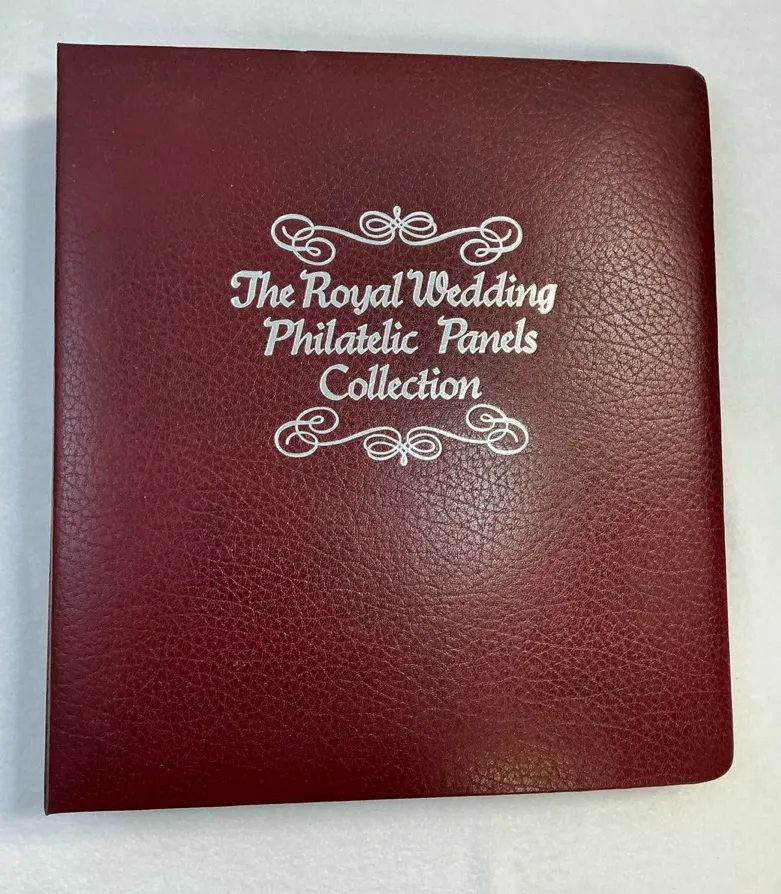 The Royal Wedding
Philatelic Panels
Collection